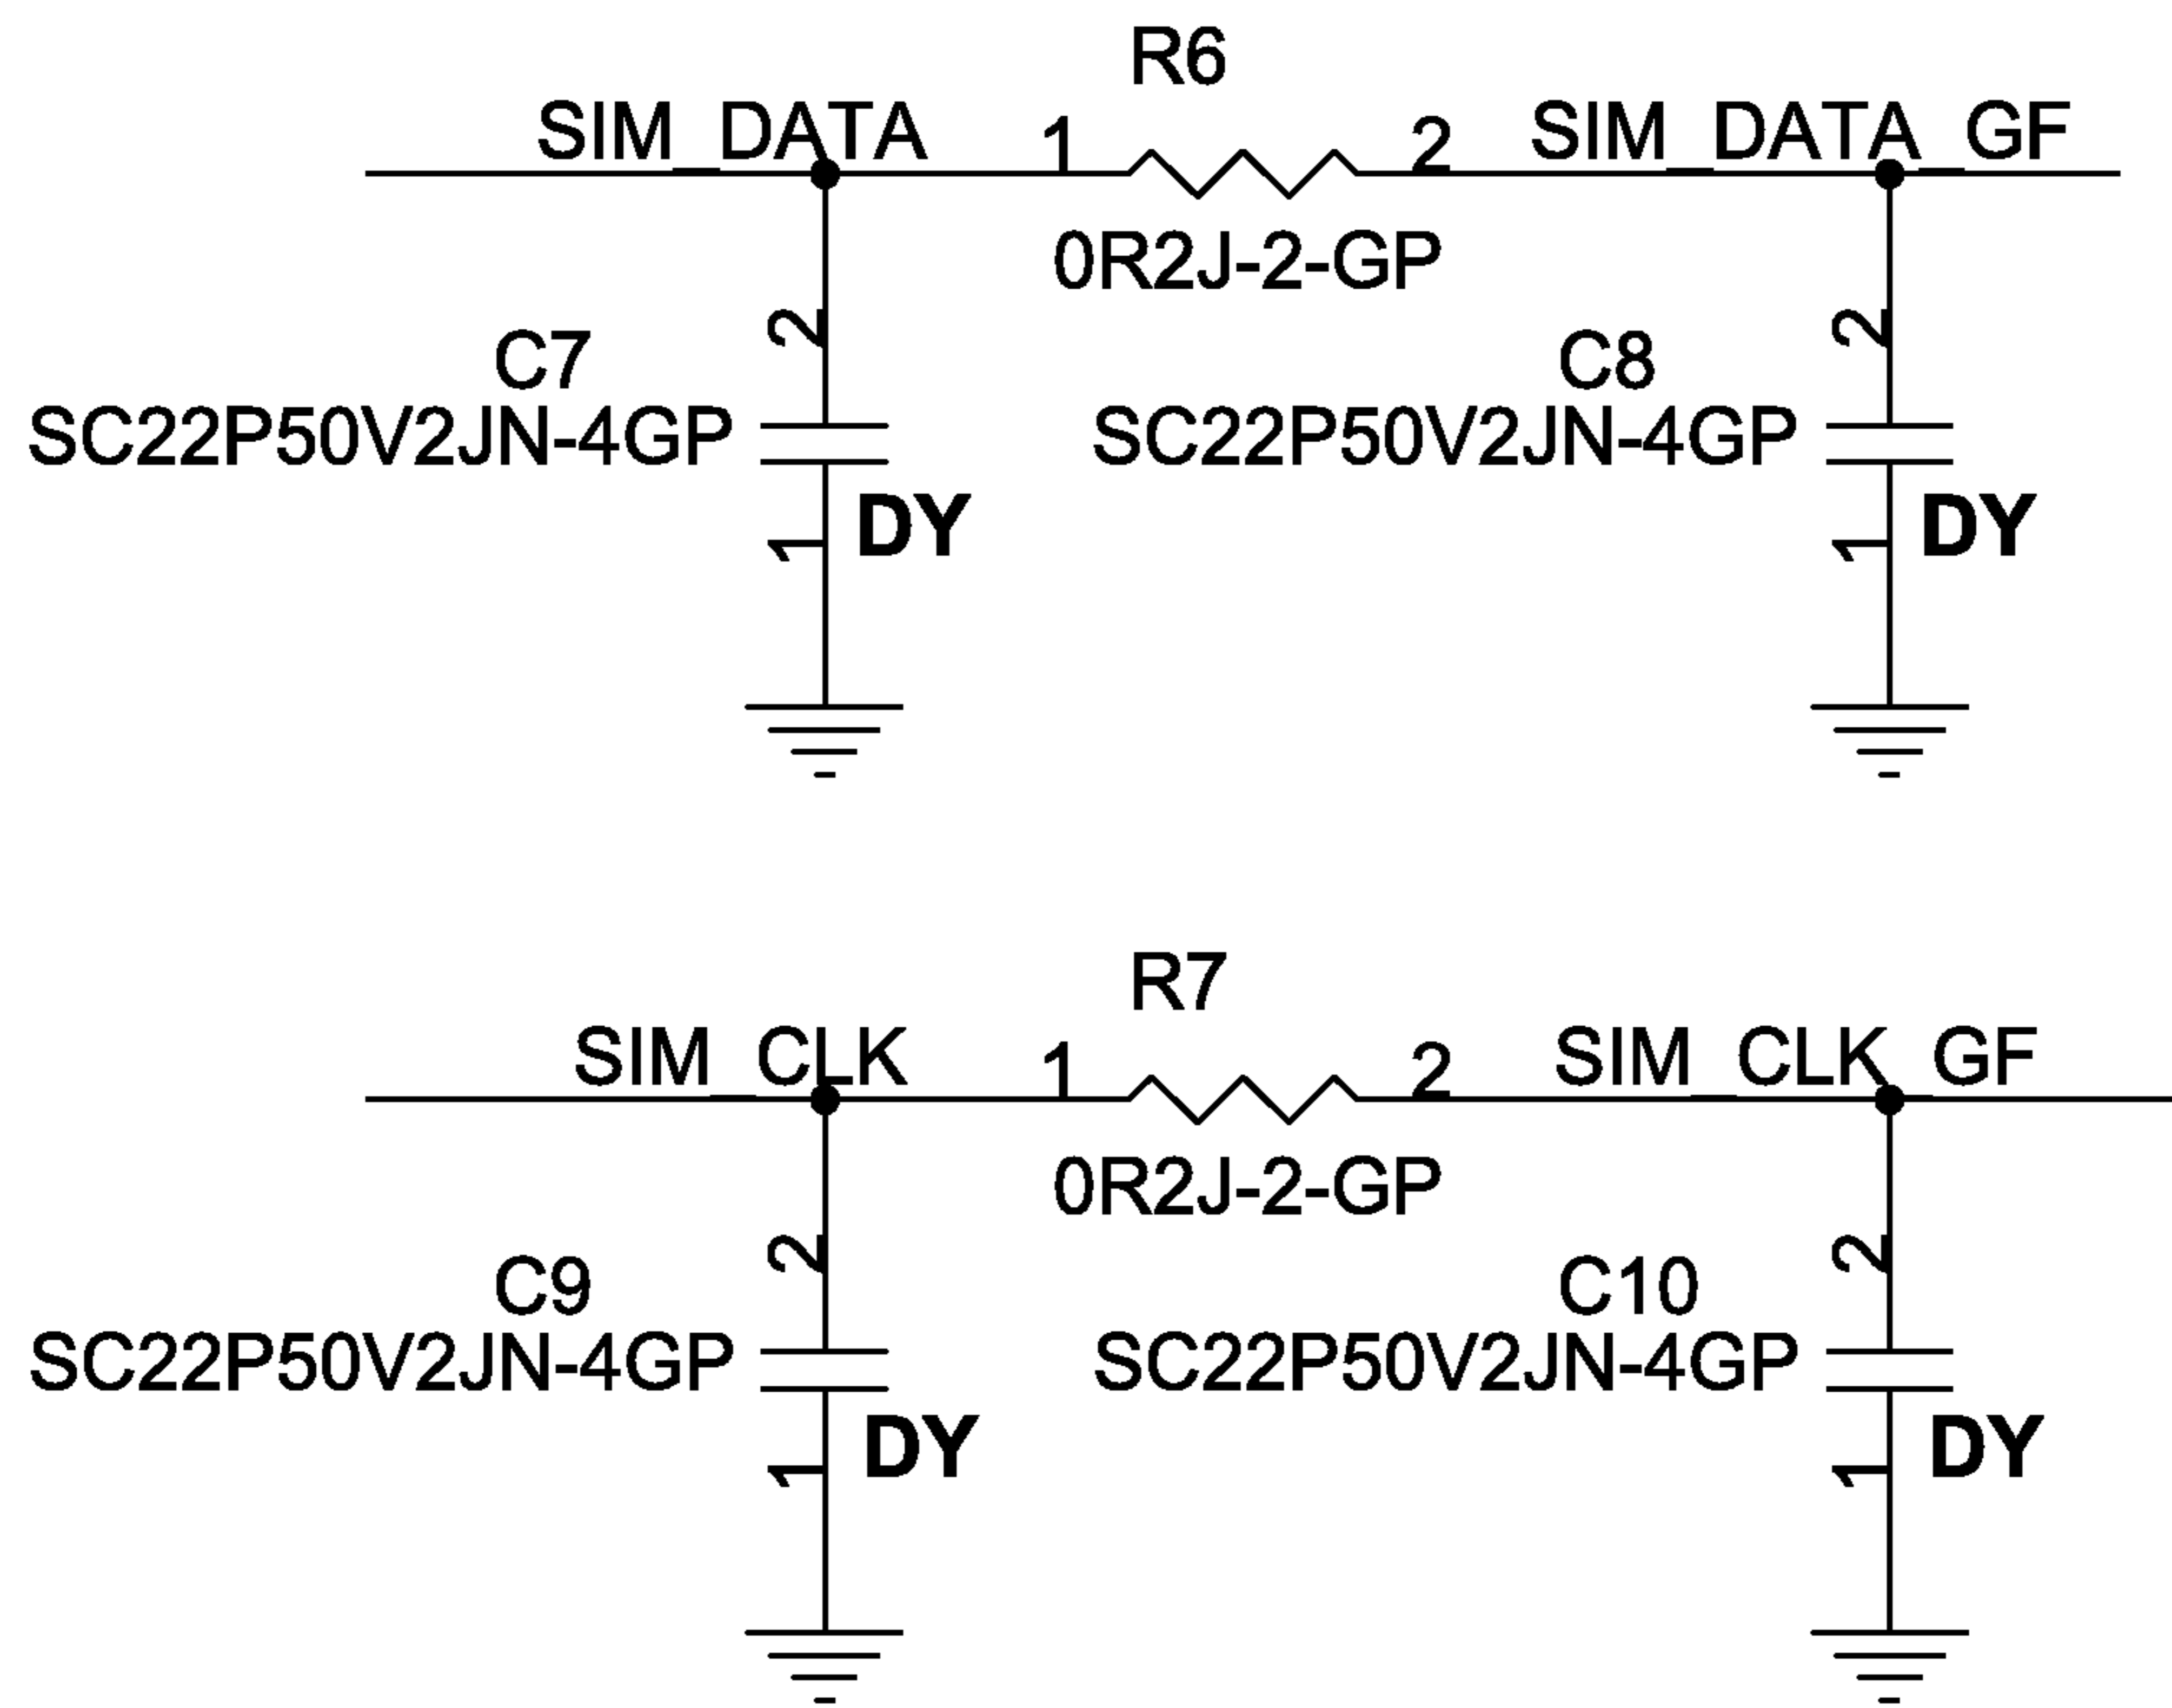 R6
SIM_DATA 1 2 SIM_DATA_GF
0R2J-2-GP
2 2
C7 C8
SC22P50V2JN-4GP SC22P50V2JN-4GP
DY DY
1 1
R7
SIM_CLK 1 2 SIM_CLK_GF
0R2J-2-GP
2 2
C9 C10
SC22P50V2JN-4GP SC22P50V2JN-4GP
DY DY
1 1